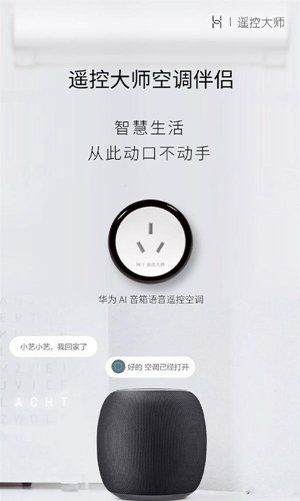 遥控大师
遥控大师空调伴侣
智慧生活
从此动口不动手
遥控大师
华为 AI 音箱语音遥控空调
小艺小艺，我回家了
好的 空调已经打开
ACHT